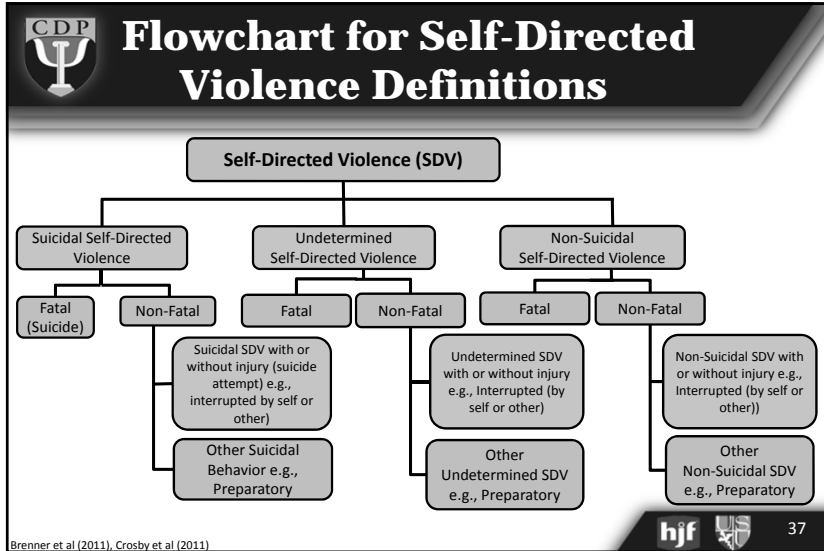 CDP
Flowchart for Self-Directed
Violence Definitions
Self-Directed Violence (SDV)
Suicidal Self-Directed
Violence
Undetermined
Self-Directed Violence
Non-Suicidal
Self-Directed Violence
Fatal
(Suicide)
Non-Fatal
Fatal
Non-Fatal
Fatal
Non-Fatal
Suicidal SDV with or
without injury (suicide
attempt) e.g.,
interrupted by self or
other)
Undetermined SDV
with or without injury
e.g., Interrupted (by
self or other)
Non-Suicidal SDV with
or without injury e.g.,
Interrupted (by self or
other))
Other Suicidal
Behavior e.g.,
Preparatory
Other
Undetermined SDV
e.g., Preparatory
Other
Non-Suicidal SDV
e.g., Preparatory
Brenner et al (2011), Crosby et al (2011)
hjf
37